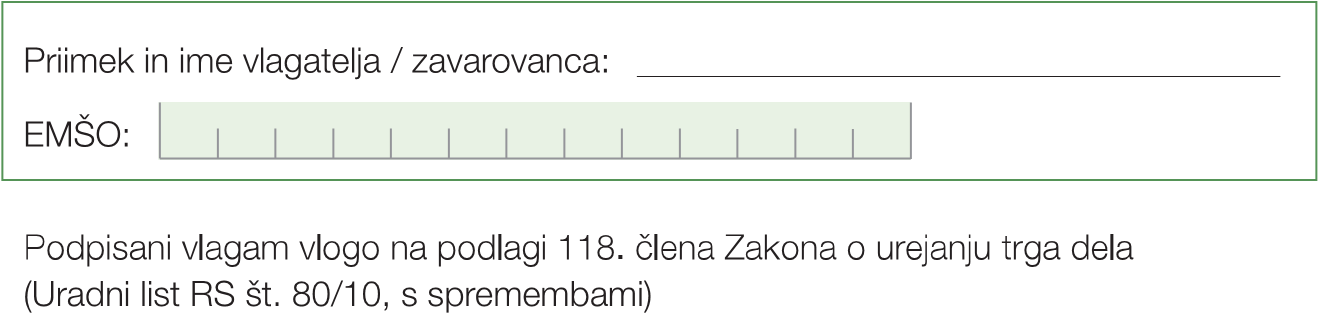 Priimek in ime vlagatelja / zavarovanca:
EMŠO:
Podpisani vlagam vlogo na podlagi 118. člena Zakona o urejanju trga dela
(Uradni list RS št. 80/10, s spremembami)